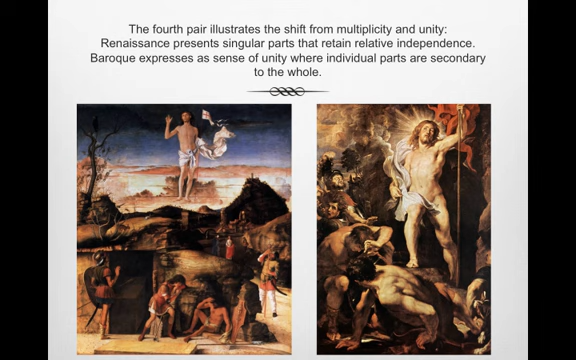 The fourth pair illustrates the shift from multiplicity and unity:
Renaissance presents singular parts that retain relative independence.
Baroque expresses as sense of unity where individual parts are secondary
to the whole.